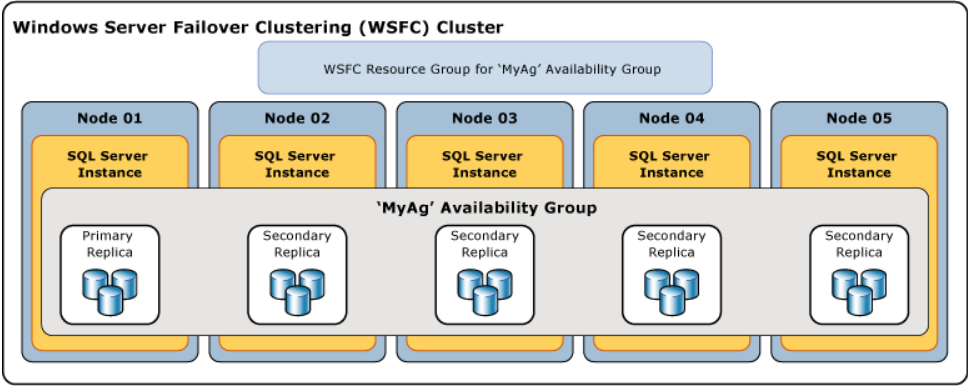 Windows Server Failover Clustering (WSFC) Cluster
WSFC Resource Group for ‘MyAg’ Availability Group
Node 01
SQL Server
Instance
Node 02
SQL Server
Instance
Node 03
SQL Server
Instance
Node 04
SQL Server
Instance
Node 05
SQL Server
Instance
‘MyAg’ Availability Group
Primary
Replica
Secondary
Replica
Secondary
Replica
Secondary
Replica
Secondary
Replica